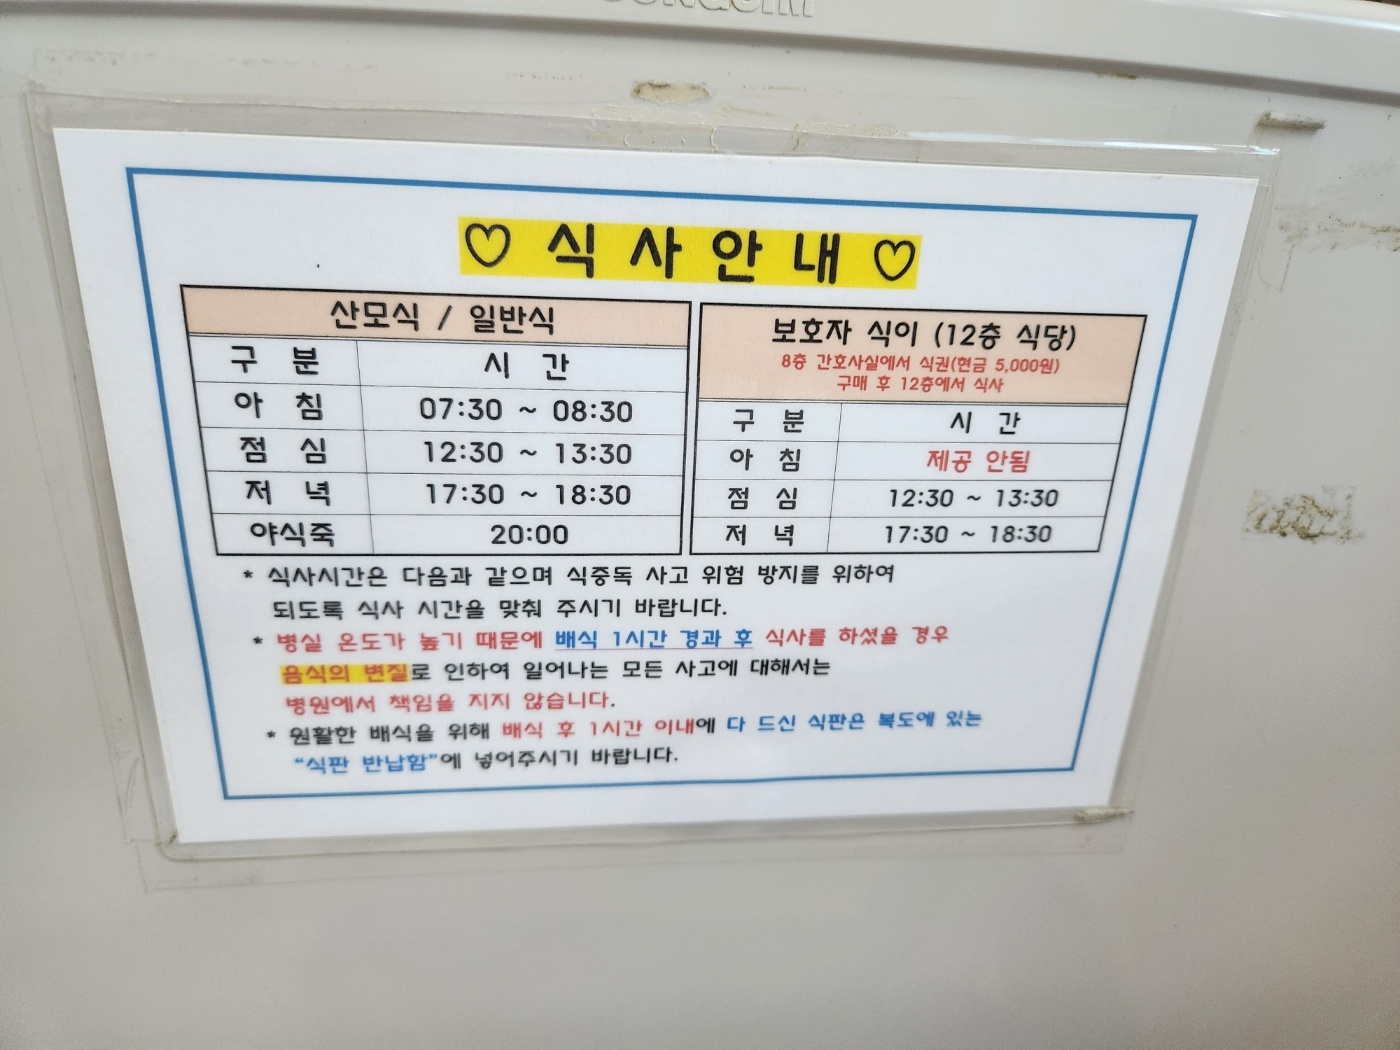 ♡ 식 사 안 내 ♡
산모식 / 일반식
구 분 시 간
아 침 07:30 ~ 08:30
점 심 12:30 ~ 13:30
저 녁 17:30 ~ 18:30
야식죽 20:00
보호자 식이 (12층 식당)
8층 간호사실에서 식권(현금 5,000원)
구매 후 12층에서 식사
구 분 시 간
아 침 제공 안됨
점 심 12:30 ~ 13:30
저 녁 17:30 ~ 18:30
* 식사시간은 다음과 같으며 식중독 사고 위험 방지를 위하여
되도록 식사 시간을 맞춰 주시기 바랍니다.
* 병실 온도가 높기 때문에 배식 1시간 경과 후 식사를 하셨을 경우
음식의 변질로 인하여 일어나는 모든 사고에 대해서는
병원에서 책임을 지지 않습니다.
* 원활한 배식을 위해 배식 후 1시간 이내에 다 드신 식판은 복도에 있는
“식판 반납함”에 넣어주시기 바랍니다.